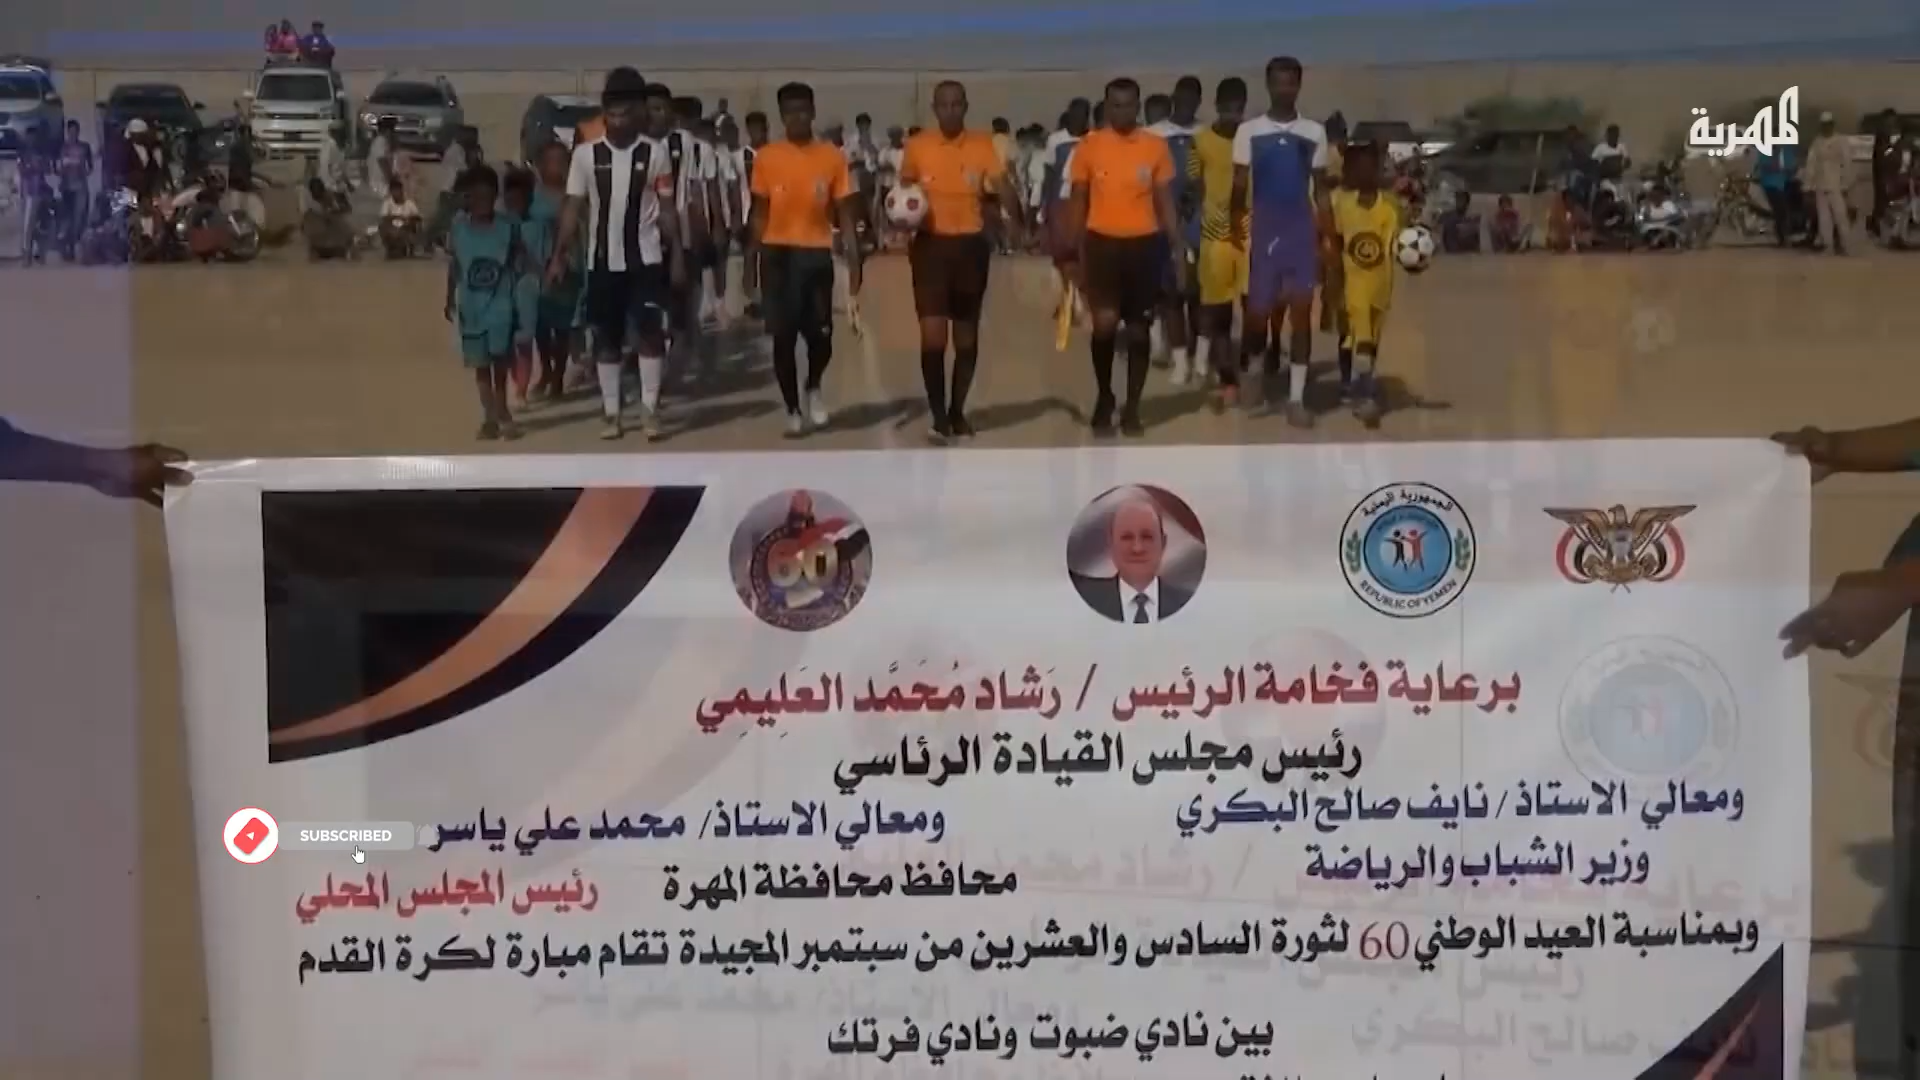 المهرية
60
الجمهورية اليمنية
REPUBLIC OF YEMEN
برعاية فخامة الرئيس / رَشاد مُحَمَّد العَلِيمِي
رئيس مجلس القيادة الرئاسي
ومعالي الاستاذ / نايف صالح البكري
ومعالي الاستاذ/ محمد علي ياسر
SUBSCRIBED
وزير الشباب والرياضة
محافظ محافظة المهرة
رئيس المجلس المحلي
وبمناسبة العيد الوطني 60 لثورة السادس والعشرين من سبتمبر المجيدة تقام مبارة لكرة القدم
بين نادي ضبوت ونادي فرتك